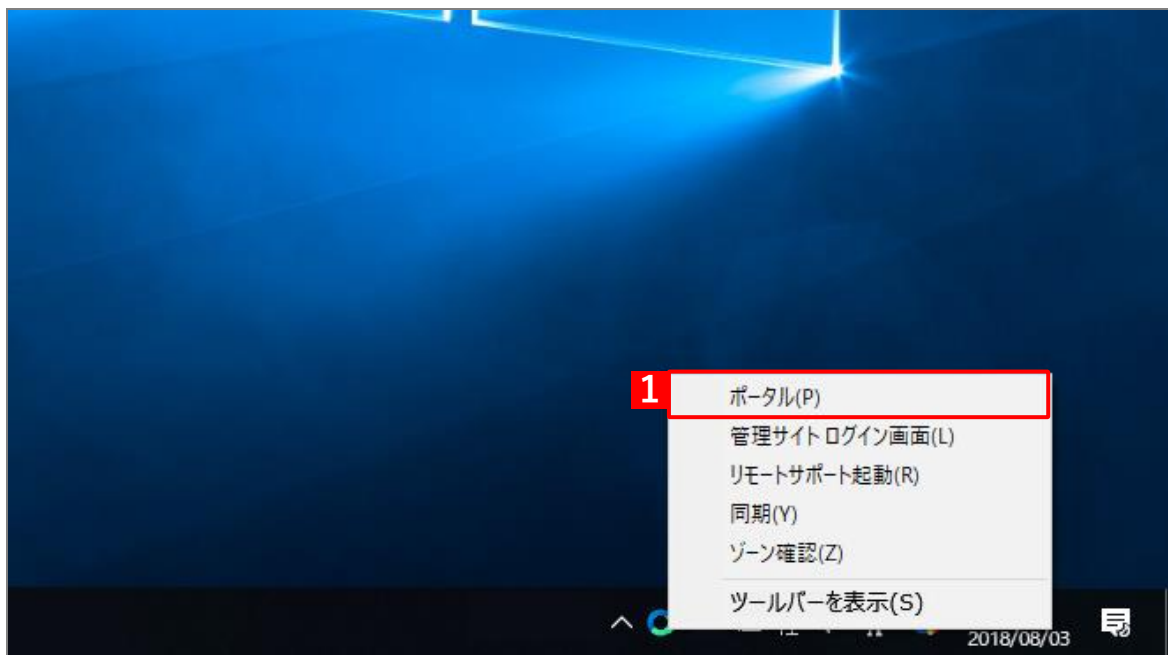 1
ポータル(P)
管理サイト ログイン画面(L)
リモートサポート起動(R)
同期(Y)
ゾーン確認(Z)
ツールバーを表示(S)
2018/08/03